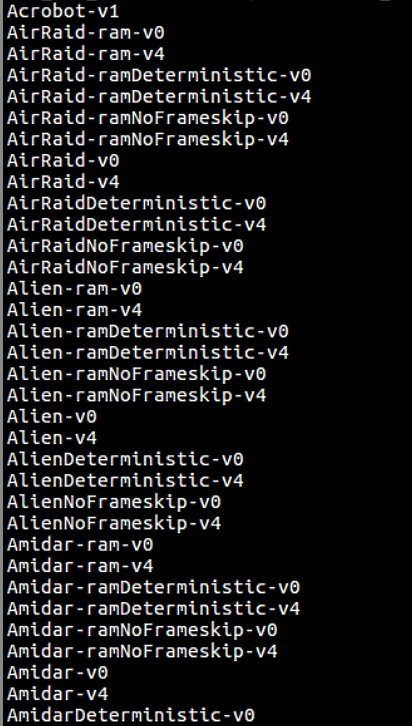 Acrobot-v1
AirRaid-ram-v0
AirRaid-ram-v4
AirRaid-ramDeterministic-v0
AirRaid-ramDeterministic-v4
AirRaid-ramNoFrameskip-v0
AirRaid-ramNoFrameskip-v4
AirRaid-v0
AirRaid-v4
AirRaidDeterministic-v0
AirRaidDeterministic-v4
AirRaidNoFrameskip-v0
AirRaidNoFrameskip-v4
Alien-ram-v0
Alien-ram-v4
Alien-ramDeterministic-v0
Alien-ramDeterministic-v4
Alien-ramNoFrameskip-v0
Alien-ramNoFrameskip-v4
Alien-v0
Alien-v4
AlienDeterministic-v0
AlienDeterministic-v4
AlienNoFrameskip-v0
AlienNoFrameskip-v4
Amidar-ram-v0
Amidar-ram-v4
Amidar-ramDeterministic-v0
Amidar-ramDeterministic-v4
Amidar-ramNoFrameskip-v0
Amidar-ramNoFrameskip-v4
Amidar-v0
Amidar-v4
AmidarDeterministic-v0